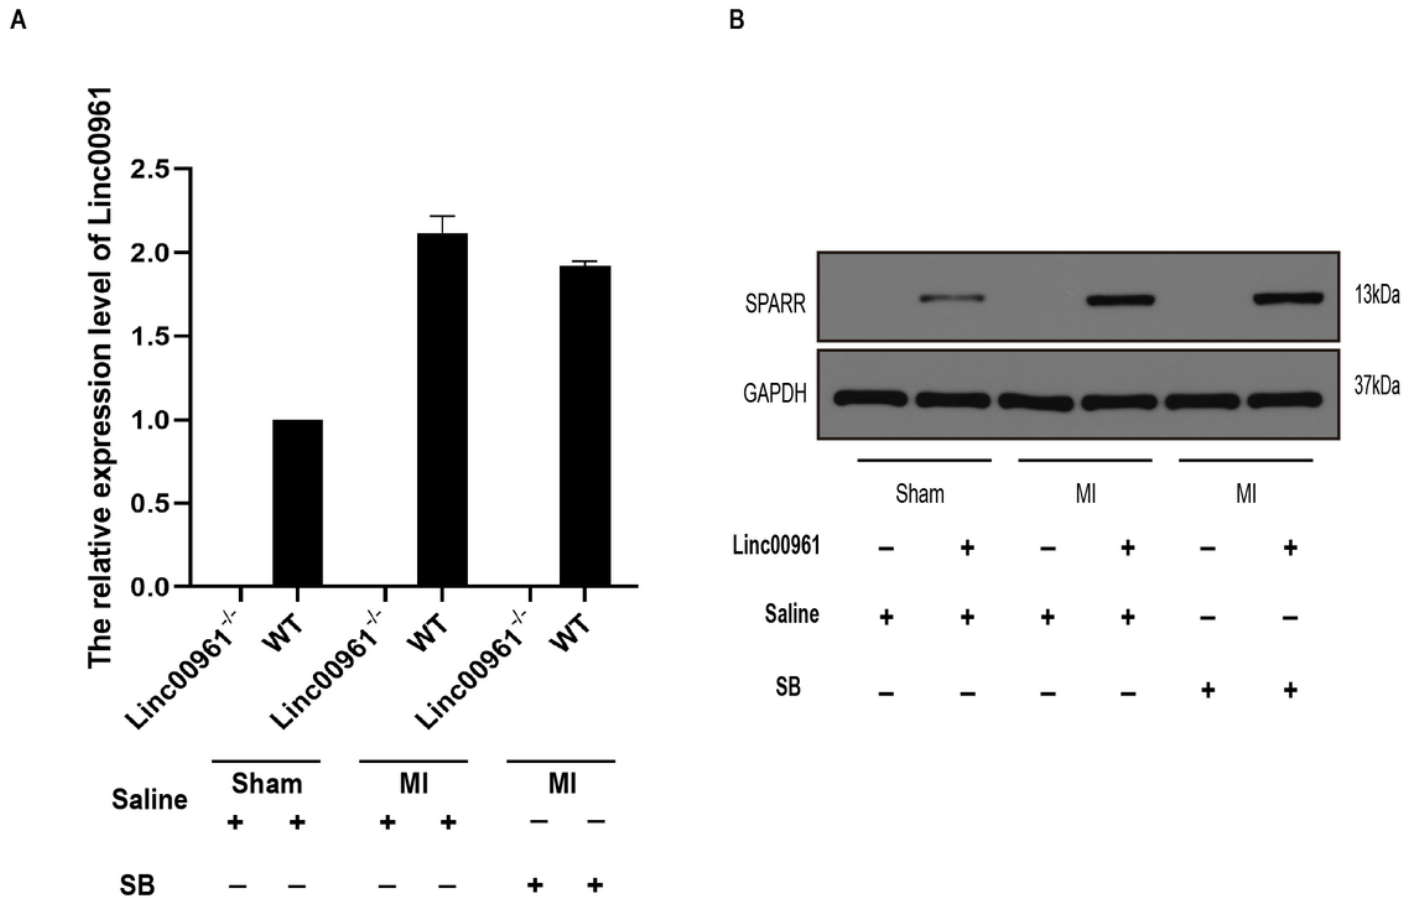 A
The relative expression level of Linc00961
2.5
2.0
1.5
1.0
0.5
0.0
Linc00961-/- WT Linc00961-/- WT Linc00961-/- WT
Sham MI MI
Saline + + + + – –
SB – – – – + +
B
SPARR 13kDa
GAPDH 37kDa
Sham MI MI
Linc00961 – + – + – +
Saline + + + + – –
SB – – – – + +